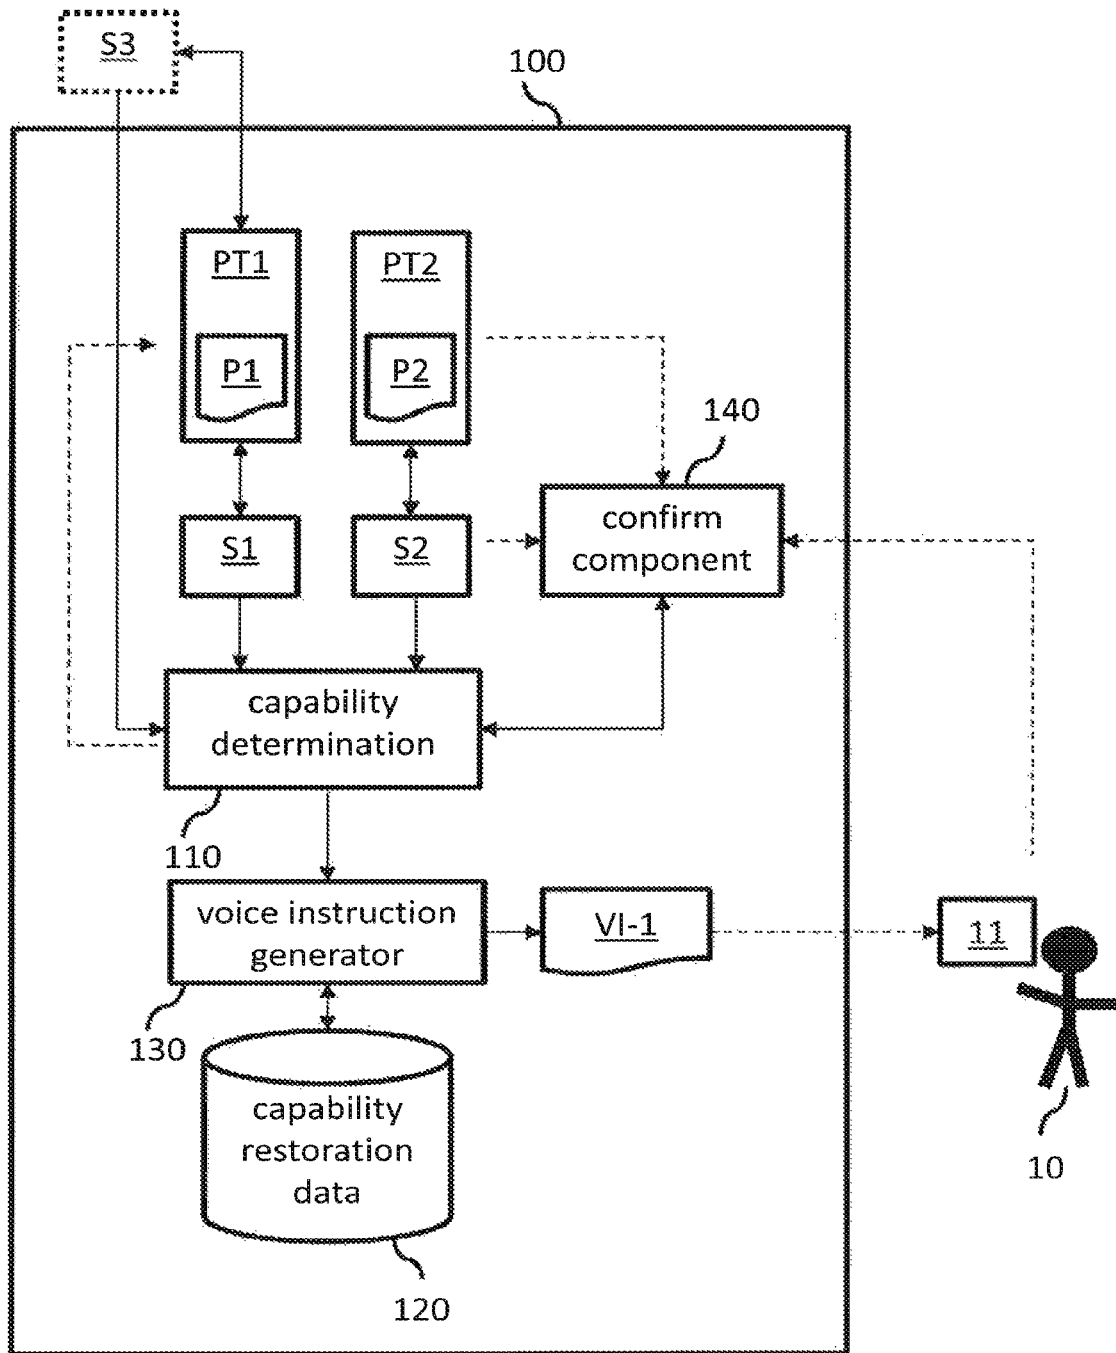 S3
100
PT1
PT2
P1
P2
140
confirm
component
S1
S2
capability
determination
110
voice instruction
generator
VI-1
11
130
capability
restoration
data
10
120